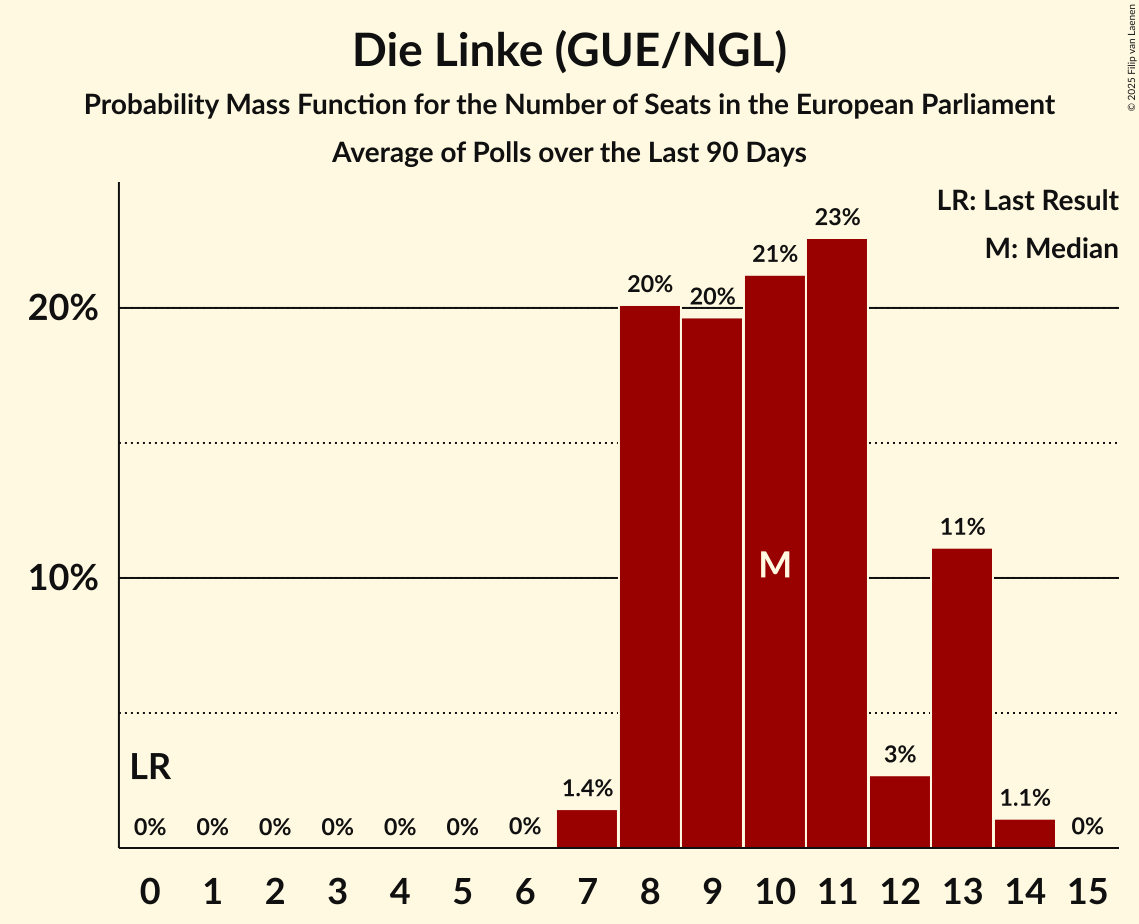 Die Linke (GUE/NGL)
Probability Mass Function for the Number of Seats in the European Parliament
Average of Polls over the Last 90 Days
© 2025 Filip van Laenen
LR: Last Result
M: Median
20%
10%
LR
0% 0% 0% 0% 0% 0% 0% 1.4% 20% 20% 21% 23% 3% 11% 1.1% 0%
M
0 1 2 3 4 5 6 7 8 9 10 11 12 13 14 15